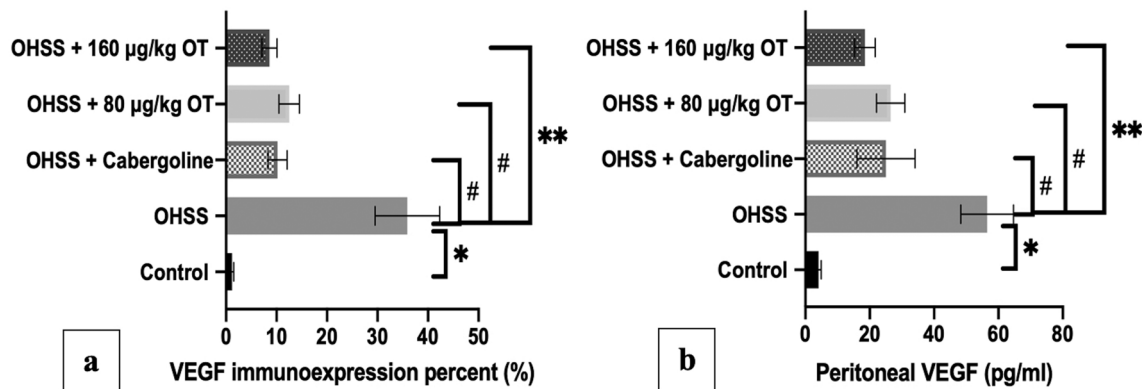 OHSS + 160 µg/kg OT
OHSS + 80 µg/kg OT
OHSS + Cabergoline
OHSS
Control
**
#
#
*
0 10 20 30 40 50
VEGF immunoexpression percent (%)
a
OHSS + 160 µg/kg OT
OHSS + 80 µg/kg OT
OHSS + Cabergoline
OHSS
Control
**
#
#
*
0 20 40 60 80
Peritoneal VEGF (pg/ml)
b